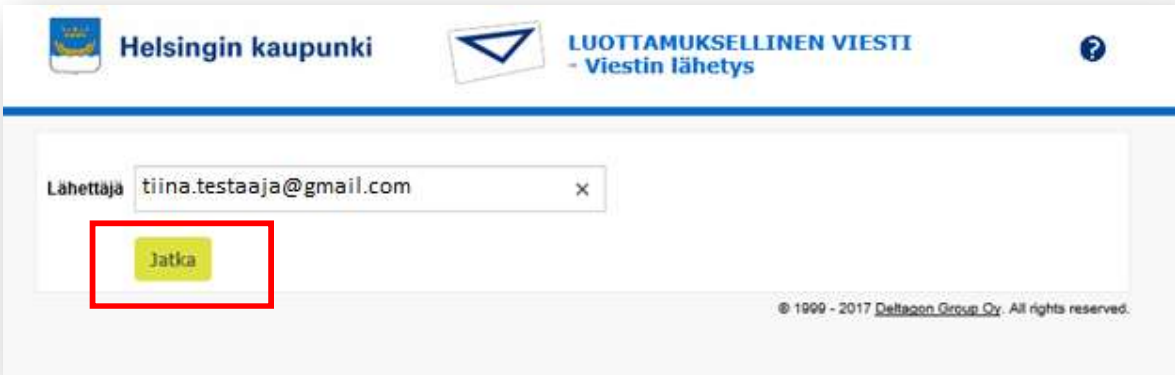 Helsingin kaupunki
LUOTTAMUKSELLINEN VIESTI
- Viestin lähetys
?
Lähettäjä tiina.testaaja@gmail.com ×
Jatka
© 1999 - 2017 Deltagon Group Oy. All rights reserved.